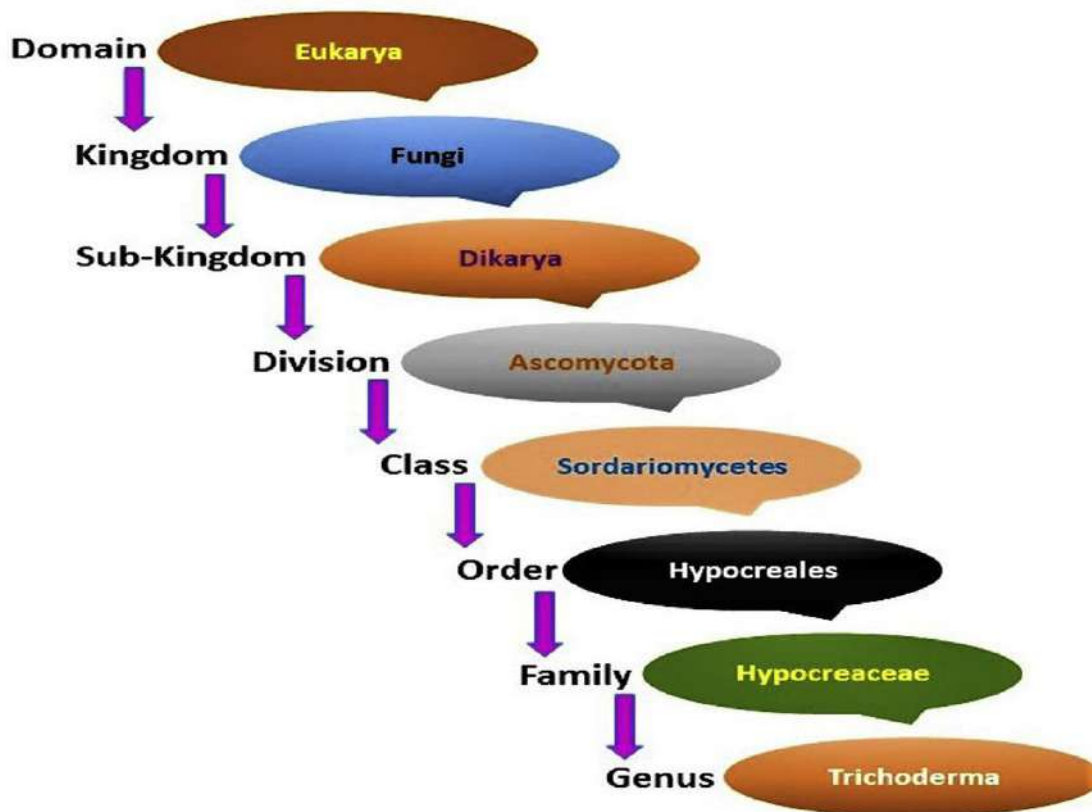 Domain Eukarya
Kingdom Fungi
Sub-Kingdom Dikarya
Division Ascomycota
Class Sordariomycetes
Order Hypocreales
Family Hypocreaceae
Genus Trichoderma